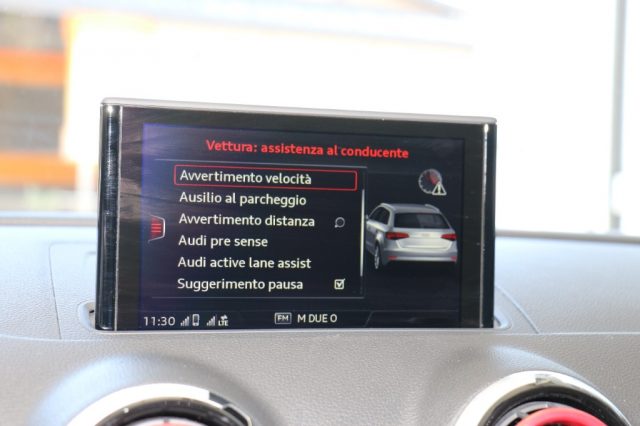 Vettura: assistenza al conducente
Avvertimento velocità
Ausilio al parcheggio
Avvertimento distanza
Audi pre sense
Audi active lane assist
Suggerimento pausa
11:30 LTE FM M DUE O